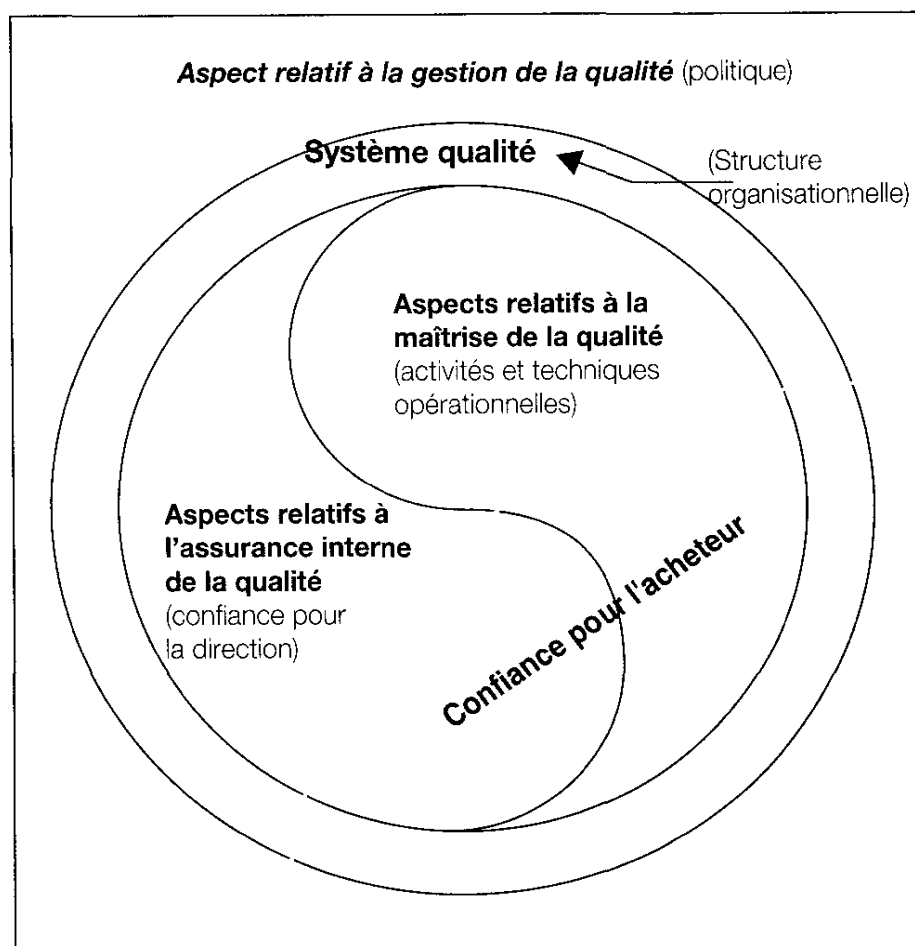 Aspect relatif à la gestion de la qualité (politique)
Système qualité
(Structure
organisationnelle)
Aspects relatifs à la
maîtrise de la qualité
(activités et techniques
opérationnelles)
Aspects relatifs à
l'assurance interne
de la qualité
(confiance pour
la direction)
Confiance pour l'acheteur